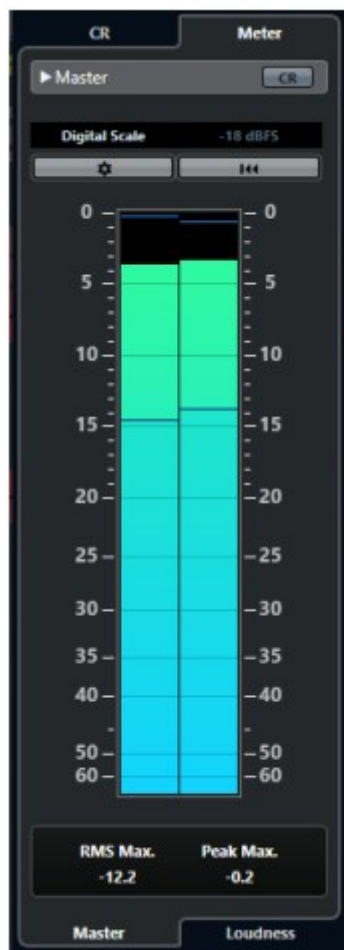 CR Meter
Master CR
Digital Scale -18 dBFS
0 0
5 5
10 10
15 15
20 20
25 25
30 30
35 35
40 40
50 50
60 60
RMS Max. Peak Max.
-12.2 -0.2
Master Loudness